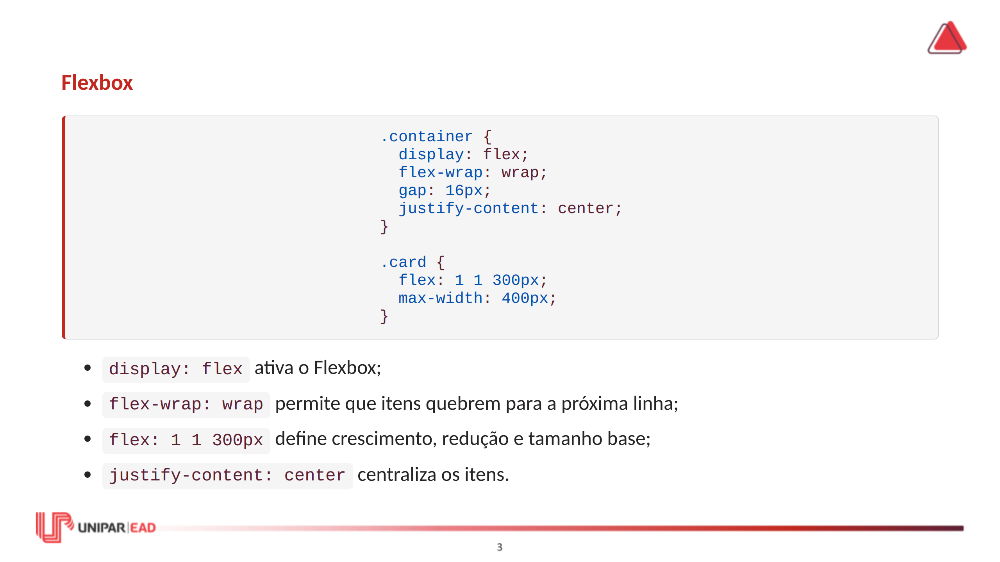 Flexbox
.container {
  display: flex;
  flex-wrap: wrap;
  gap: 16px;
  justify-content: center;
}

.card {
  flex: 1 1 300px;
  max-width: 400px;
}
• display: flex ativa o Flexbox;
• flex-wrap: wrap permite que itens quebrem para a próxima linha;
• flex: 1 1 300px define crescimento, redução e tamanho base;
• justify-content: center centraliza os itens.
UNIPAR|EAD
3